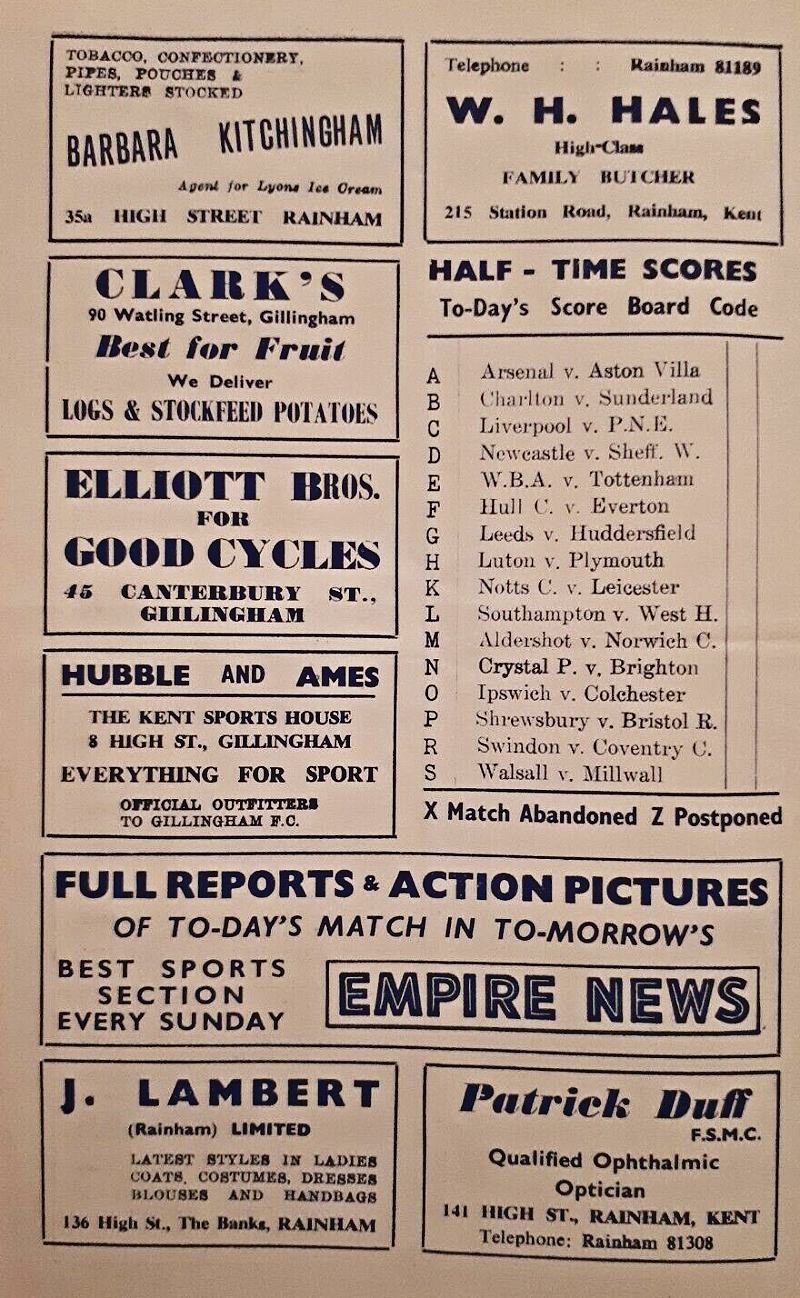 TOBACCO, CONFECTIONERY,
PIPES, POUCHES &
LIGHTERS STOCKED
BARBARA KITCHINGHAM
Agent for Lyons Ice Cream
35a HIGH STREET RAINHAM
Telephone : : Rainham 81189
W. H. HALES
High-Class
FAMILY BUTCHER
215 Station Road, Rainham, Kent
CLARK'S
90 Watling Street, Gillingham
Best for Fruit
We Deliver
LOGS & STOCKFEED POTATOES
ELLIOTT BROS.
FOR
GOOD CYCLES
45 CANTERBURY ST.,
GIILINGHAM
HUBBLE AND AMES
THE KENT SPORTS HOUSE
8 HIGH ST., GILLINGHAM
EVERYTHING FOR SPORT
OFFICIAL OUTFITTERS
TO GILLINGHAM F.C.
HALF - TIME SCORES
To-Day's Score Board Code
A Arsenal v. Aston Villa
B Charlton v. Sunderland
C Liverpool v. P.N.E.
D Newcastle v. Sheff. W.
E W.B.A. v. Tottenham
F Hull C. v. Everton
G Leeds v. Huddersfield
H Luton v. Plymouth
K Notts C. v. Leicester
L Southampton v. West H.
M Aldershot v. Norwich C.
N Crystal P. v. Brighton
O Ipswich v. Colchester
P Shrewsbury v. Bristol R.
R Swindon v. Coventry C.
S Walsall v. Millwall
X Match Abandoned Z Postponed
FULL REPORTS & ACTION PICTURES
OF TO-DAY'S MATCH IN TO-MORROW'S
BEST SPORTS
SECTION
EVERY SUNDAY
EMPIRE NEWS
J. LAMBERT
(Rainham) LIMITED
LATEST STYLES IN LADIES
COATS, COSTUMES, DRESSES
BLOUSES AND HANDBAGS
136 High St., The Banks, RAINHAM
Patrick Duff
F.S.M.C.
Qualified Ophthalmic
Optician
141 HIGH ST., RAINHAM, KENT
Telephone: Rainham 81308